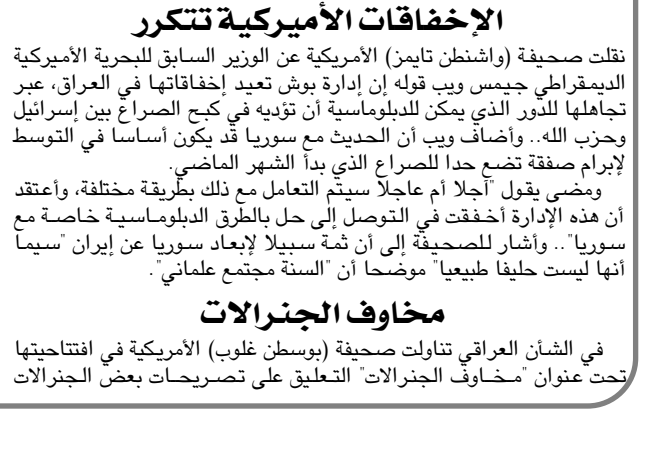 الإخفاقات الأميركية تتكرر
نقلت صحيفة (واشنطن تايمز) الأمريكية عن الوزير السابق للبحرية الأميركية
الديمقراطي جيمس ويب قوله إن إدارة بوش تعيد إخفاقاتها في العراق، عبر
تجاهلها للدور الذي يمكن للدبلوماسية أن تؤديه في كبح الصراع بين إسرائيل
وحزب الله.. وأضاف ويب أن الحديث مع سوريا قد يكون أساسا في التوسط
لإبرام صفقة تضع حدا للصراع الذي بدأ الشهر الماضي.
ومضى يقول "آجلا أم عاجلا سيتم التعامل مع ذلك بطريقة مختلفة، وأعتقد
أن هذه الإدارة أخفقت في التوصل إلى حل بالطرق الدبلوماسية خاصة مع
سوريا".. وأشار للصحيفة إلى أن ثمة سبيلا لإبعاد سوريا عن إيران "سيما
أنها ليست حليفا طبيعيا" موضحا أن "السنة مجتمع علماني".
مخاوف الجنرالات
في الشأن العراقي تناولت صحيفة (بوسطن غلوب) الأمريكية في افتتاحيتها
تحت عنوان "مخاوف الجنرالات" التعليق على تصريحات بعض الجنرالات